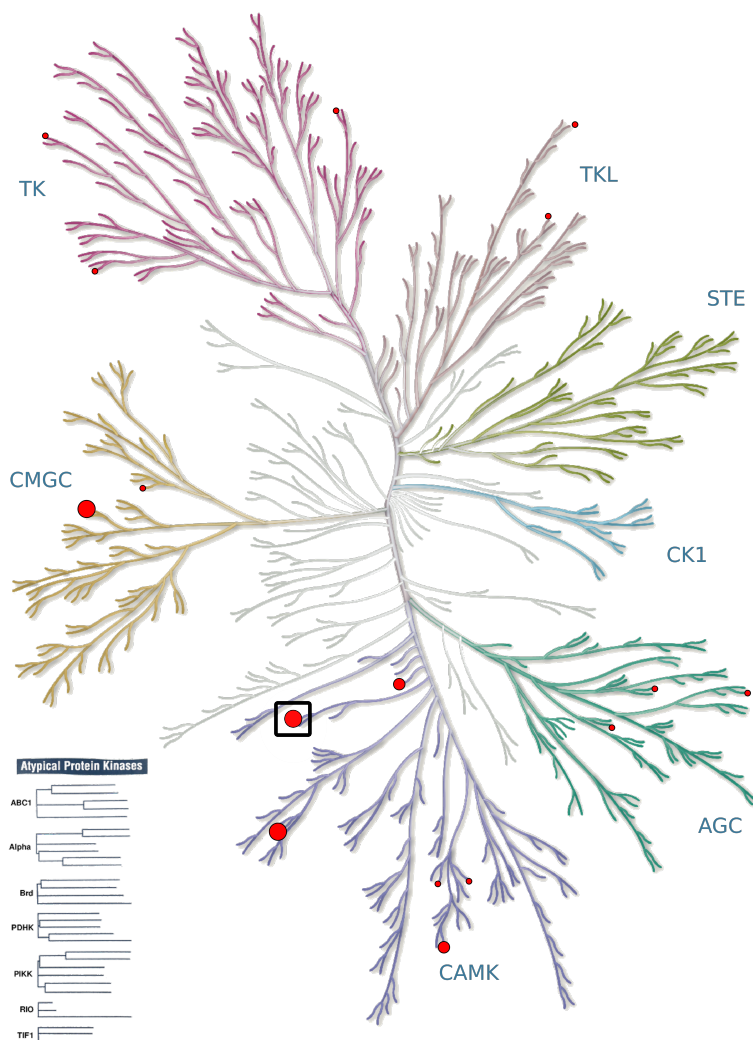 TK
TKL
STE
CMGC
CK1
Atypical Protein Kinases
ABC1
Alpha
AGC
Brd
PDHK
PIKK
CAMK
RIO
TIF1